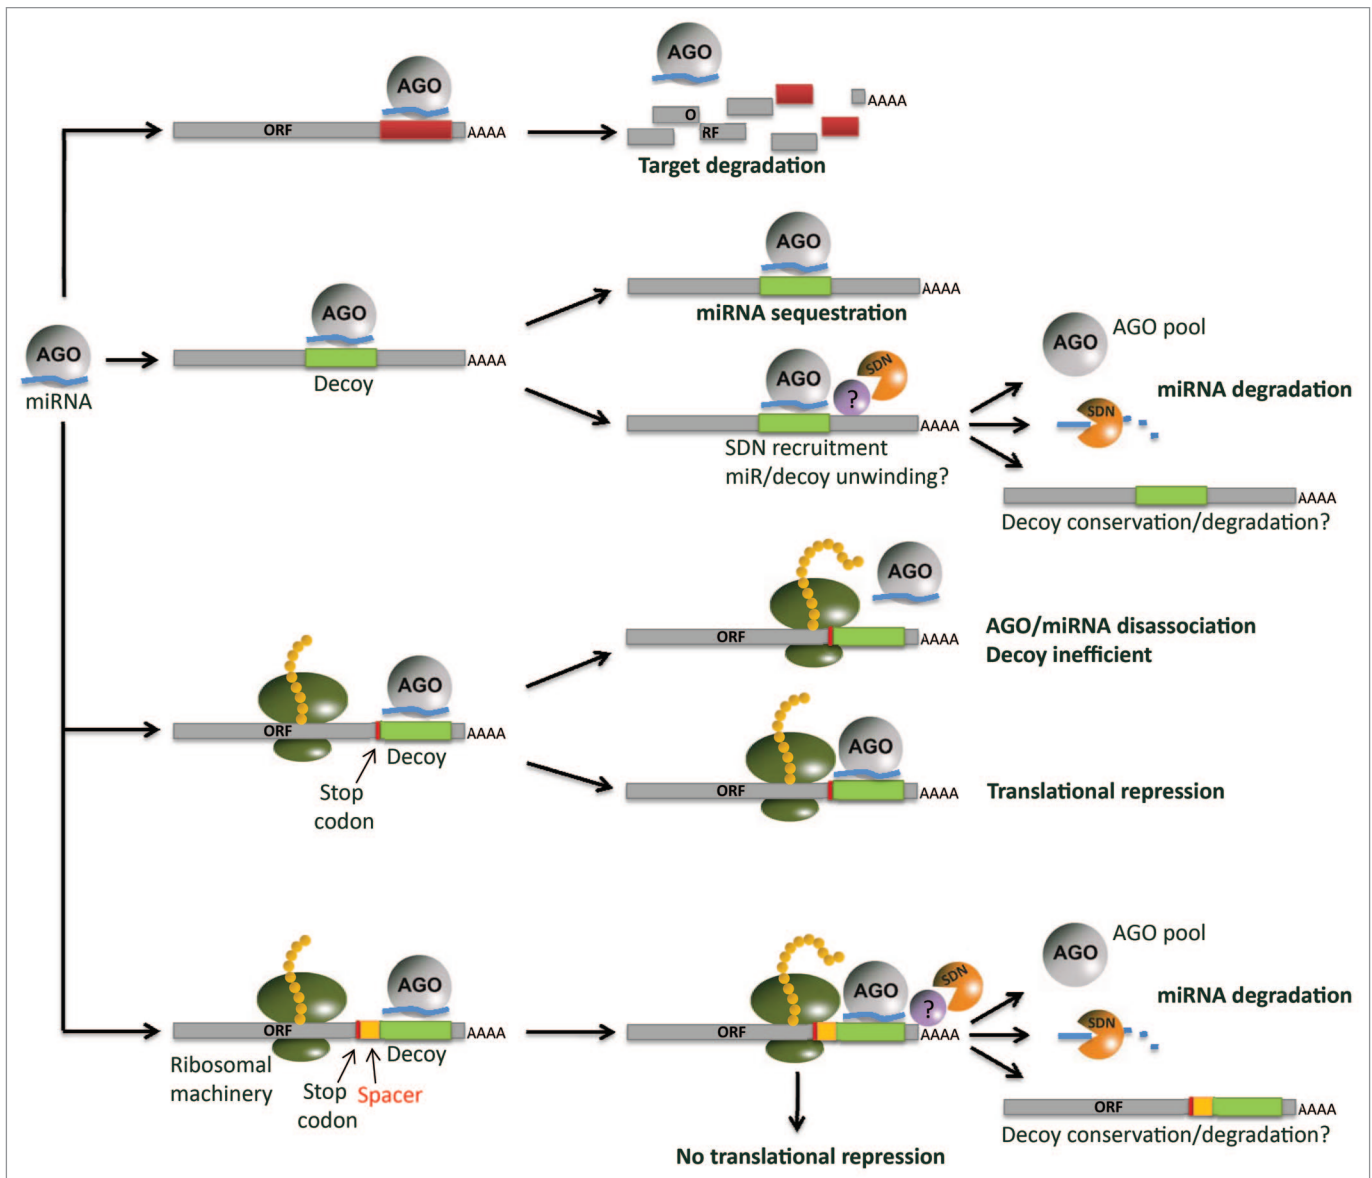 AGO
ORF
AAAA
AGO
O
RF
AAAA
Target degradation
AGO
miRNA
AGO
AAAA
Decoy
AGO
AAAA
miRNA sequestration
AGO
?
SDN
AAAA
SDN recruitment
miR/decoy unwinding?
AGO
AGO pool
miRNA degradation
SDN
AAAA
Decoy conservation/degradation?
AGO
ORF
AAAA
Stop
codon
Decoy
AGO
ORF
AAAA
AGO/miRNA disassociation
Decoy inefficient
AGO
ORF
AAAA
Translational repression
AGO
ORF
AAAA
Ribosomal
machinery
Stop
codon
Spacer
Decoy
AGO
?
SDN
ORF
AAAA
No translational repression
AGO
AGO pool
miRNA degradation
SDN
ORF
AAAA
Decoy conservation/degradation?